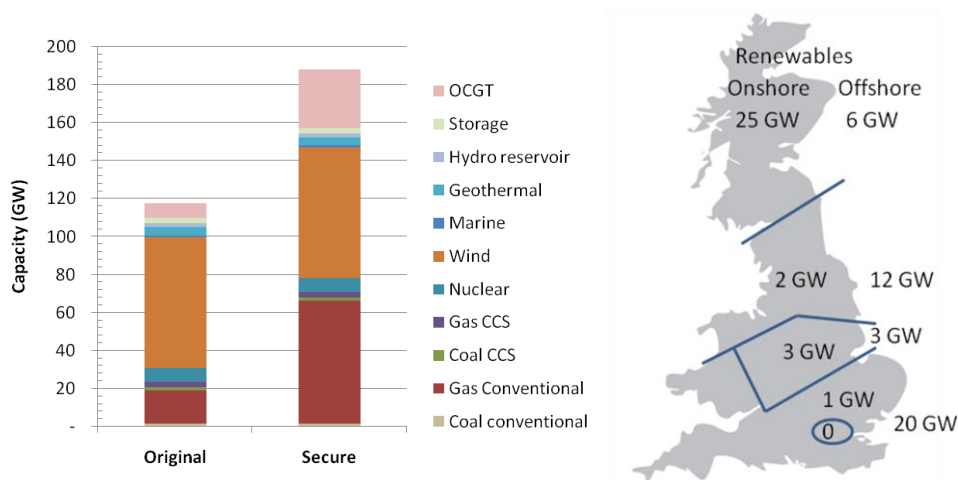 Capacity (GW)
200
180
160
140
120
100
80
60
40
20
-
Original
Secure
OCGT
Storage
Hydro reservoir
Geothermal
Marine
Wind
Nuclear
Gas CCS
Coal CCS
Gas Conventional
Coal conventional
Renewables
Onshore Offshore
25 GW 6 GW
2 GW 12 GW
3 GW
3 GW
1 GW
20 GW
0